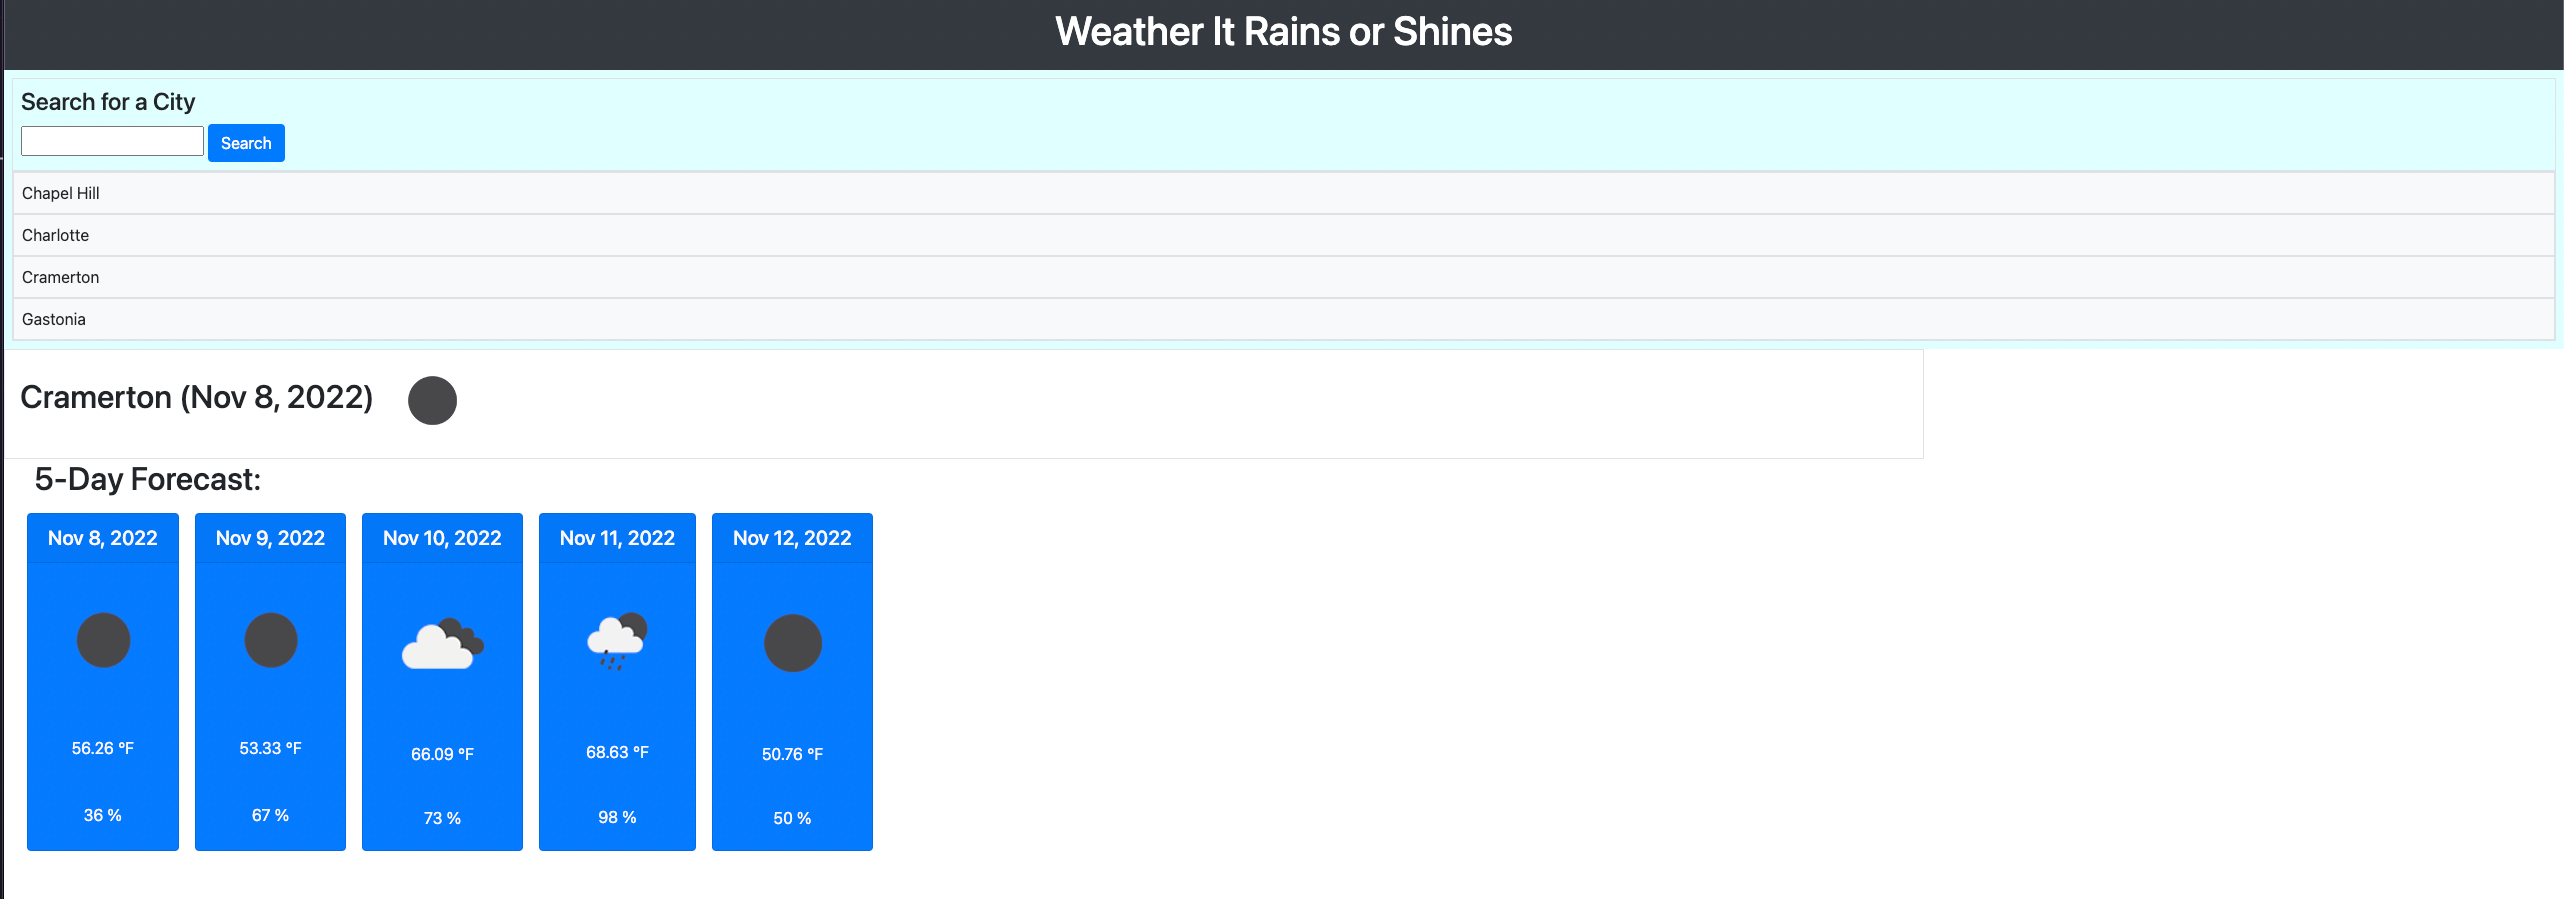 Weather It Rains or Shines
Search for a City
Search
Chapel Hill
Charlotte
Cramerton
Gastonia
Cramerton (Nov 8, 2022)
5-Day Forecast:
Nov 8, 2022
56.26 °F
36 %
Nov 9, 2022
53.33 °F
67 %
Nov 10, 2022
66.09 °F
73 %
Nov 11, 2022
68.63 °F
98 %
Nov 12, 2022
50.76 °F
50 %